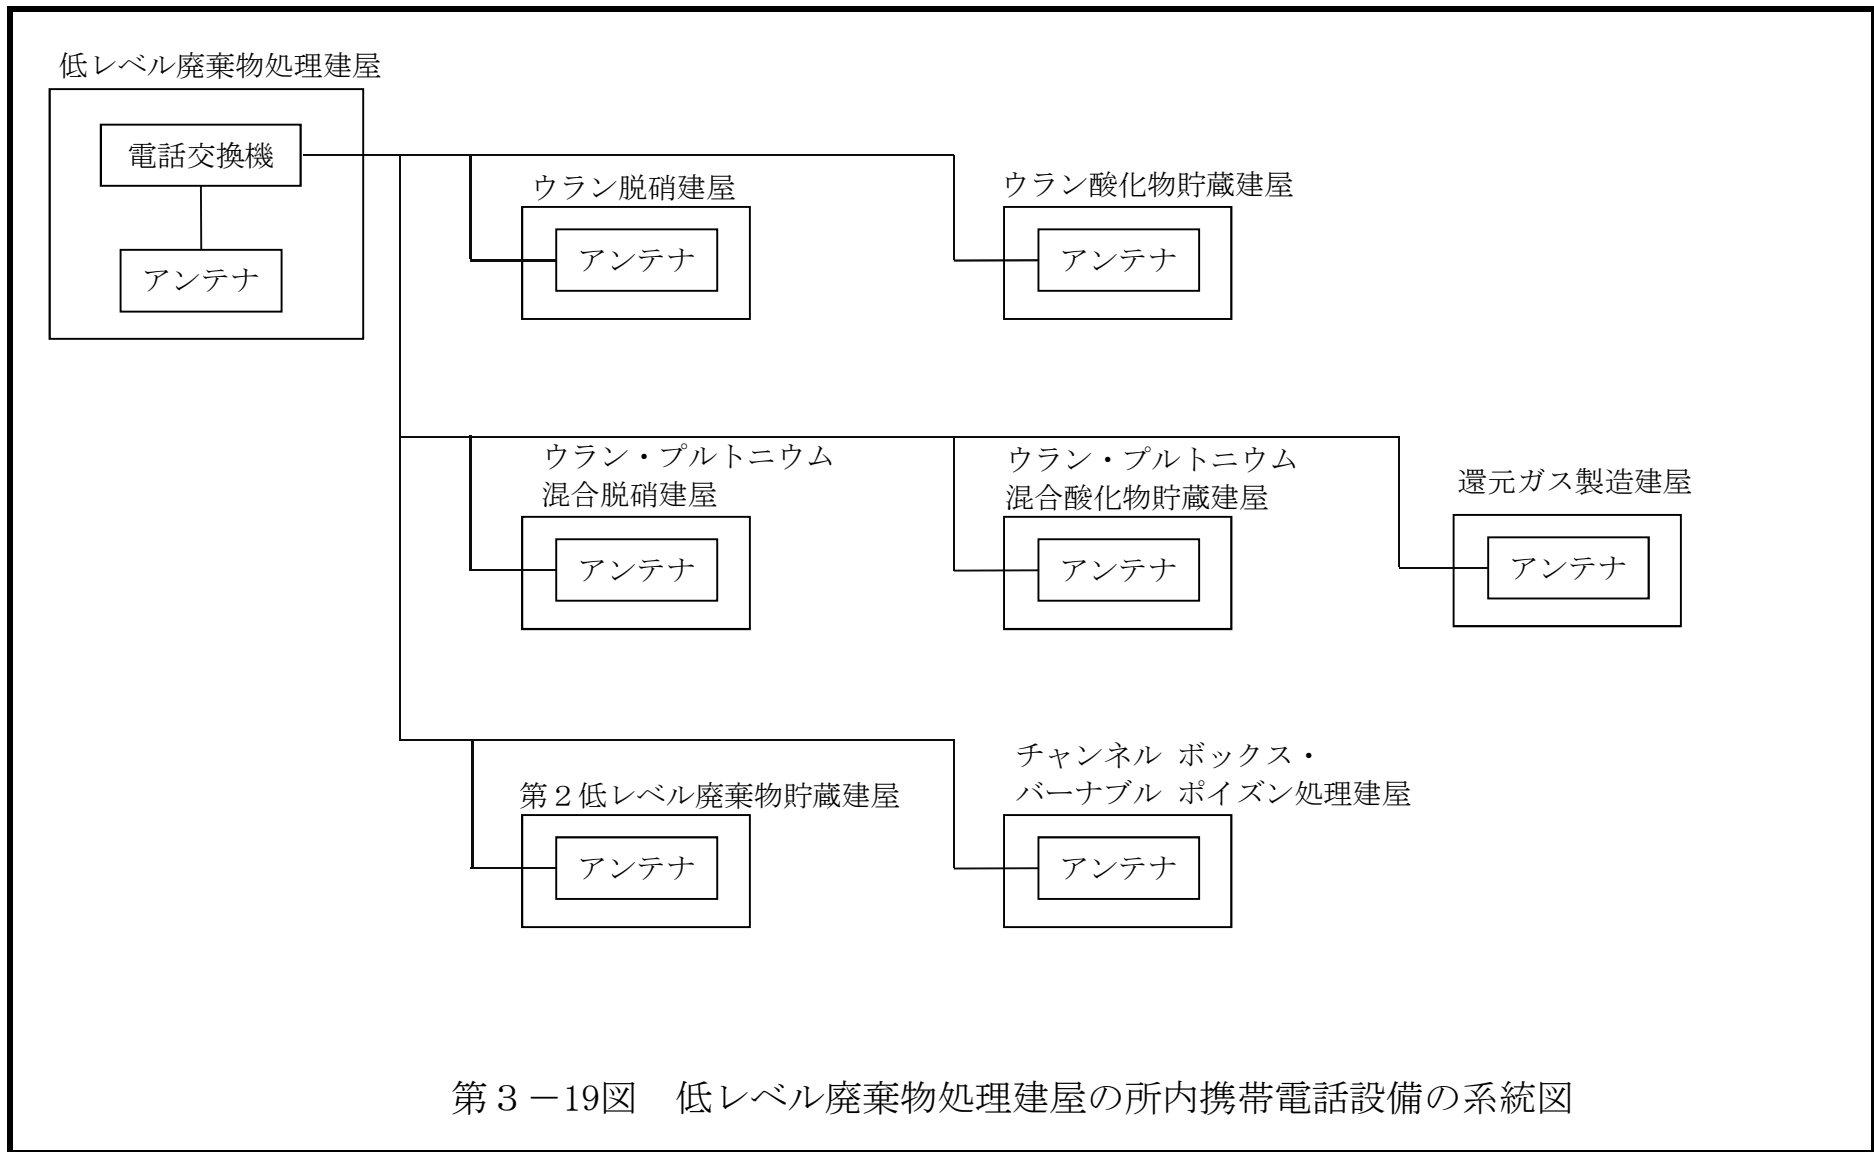 低レベル廃棄物処理建屋
電話交換機
アンテナ
ウラン脱硝建屋
アンテナ
ウラン酸化物貯蔵建屋
アンテナ
ウラン・プルトニウム
混合脱硝建屋
アンテナ
ウラン・プルトニウム
混合酸化物貯蔵建屋
アンテナ
還元ガス製造建屋
アンテナ
第2低レベル廃棄物貯蔵建屋
アンテナ
チャンネル ボックス・
バーナブル ポイズン処理建屋
アンテナ
第3-19図 低レベル廃棄物処理建屋の所内携帯電話設備の系統図